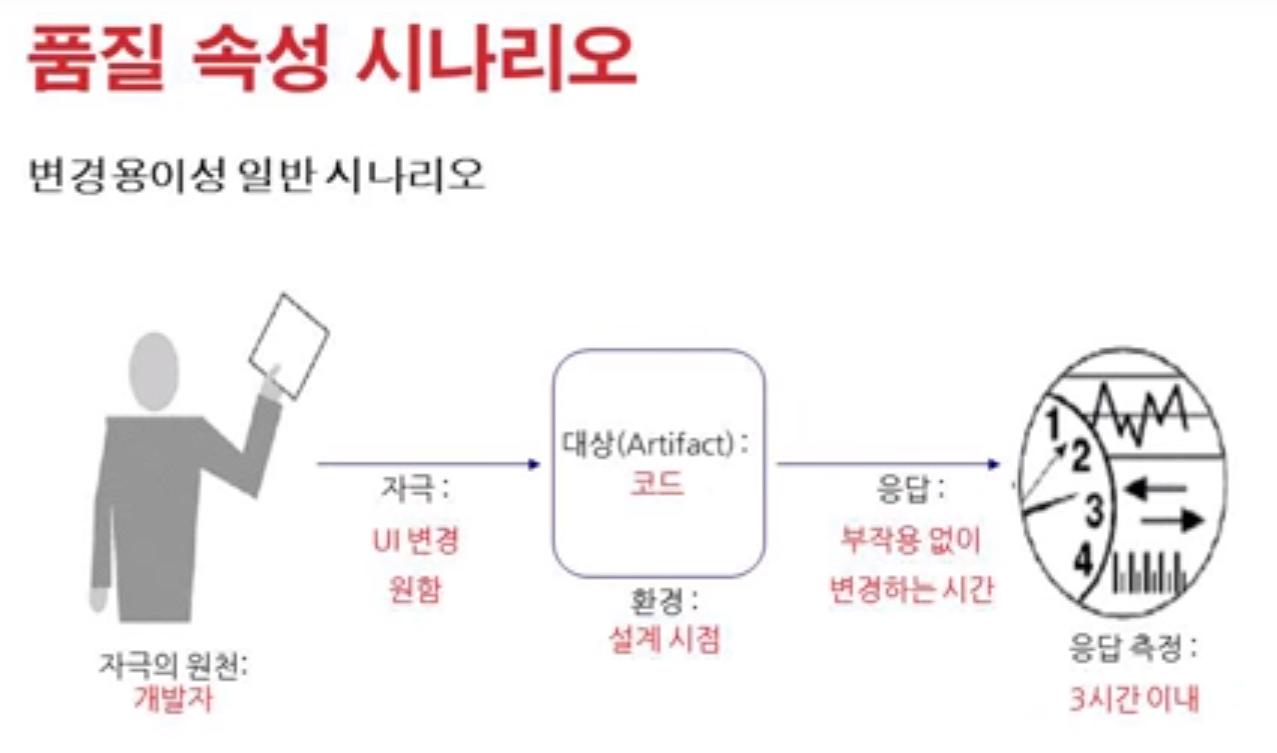 품질 속성 시나리오
변경용이성 일반 시나리오
자극의 원천:
개발자
자극 :
UI 변경
원함
대상(Artifact) :
코드
환경 :
설계 시점
응답 :
부작용 없이
변경하는 시간
1
2
3
4
응답 측정 :
3시간 이내